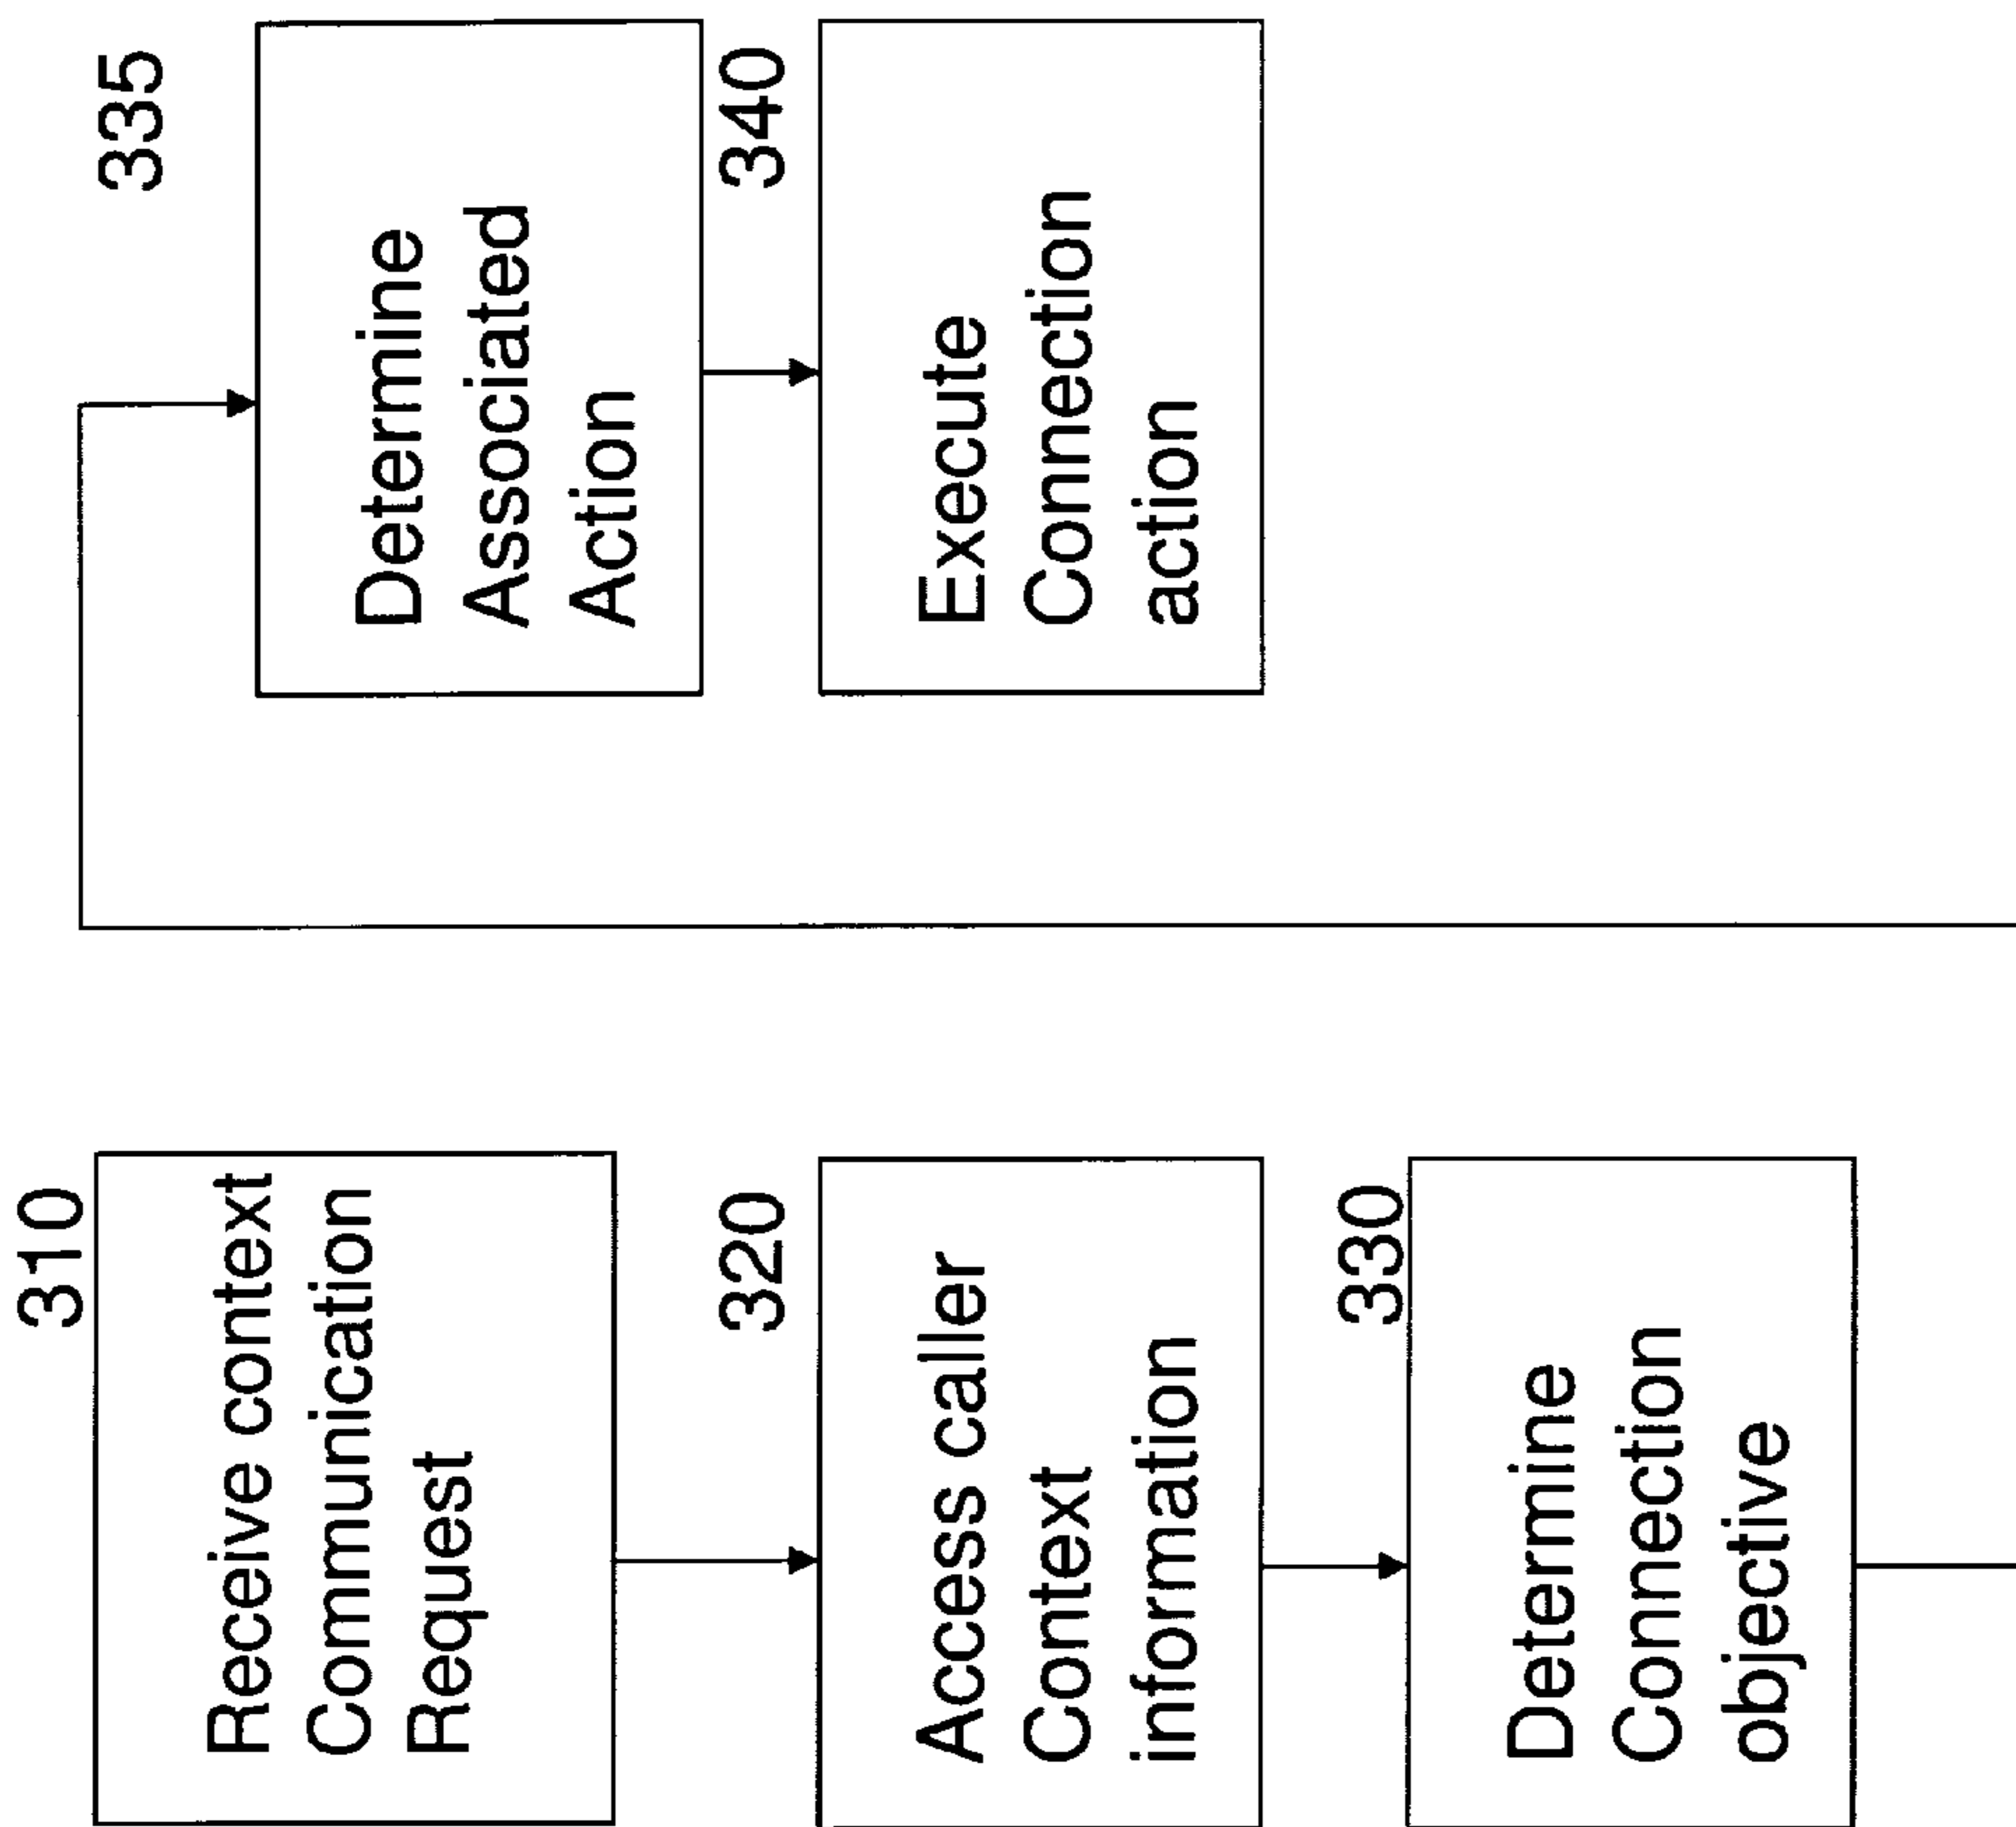 310
Receive context
Communication
Request
320
Access caller
Context
information
330
Determine
Connection
objective
335
Determine
Associated
Action
340
Execute
Connection
action